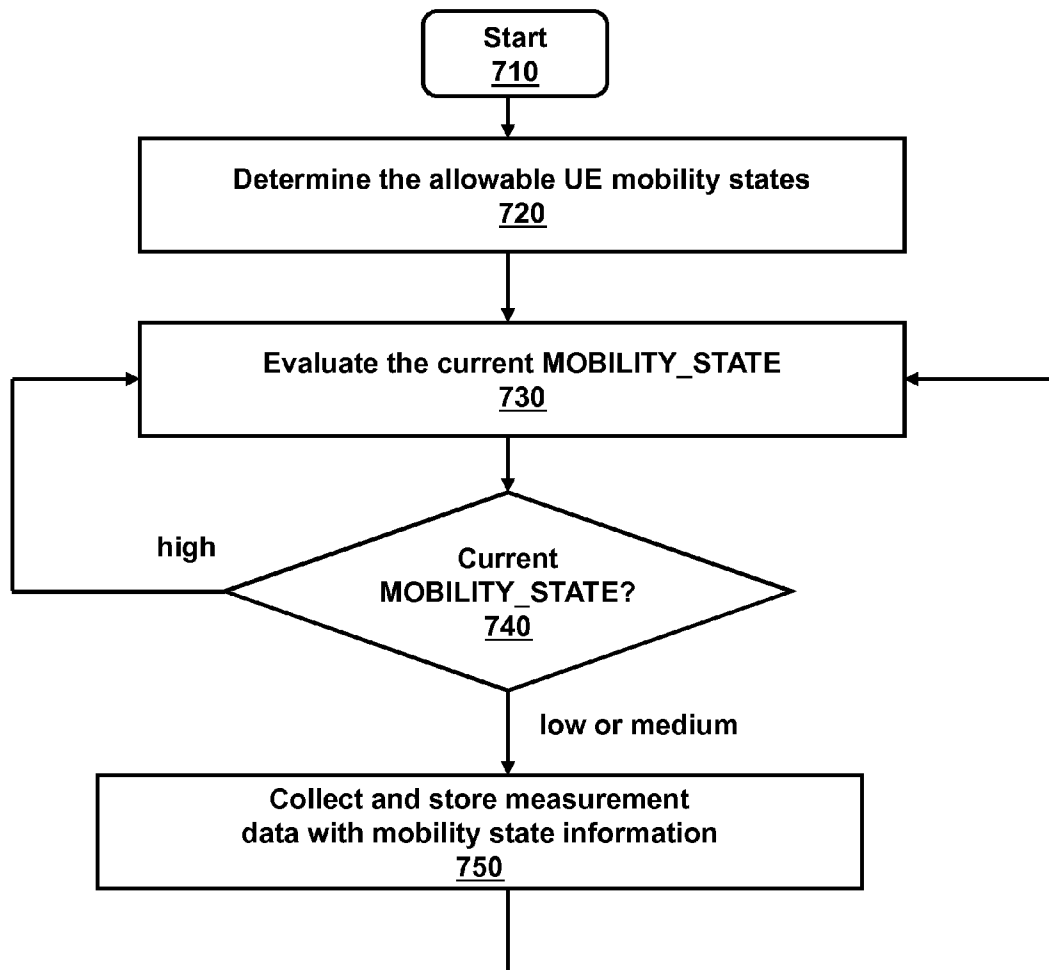 Start
710
Determine the allowable UE mobility states
720
Evaluate the current MOBILITY_STATE
730
high
Current
MOBILITY_STATE?
740
low or medium
Collect and store measurement
data with mobility state information
750